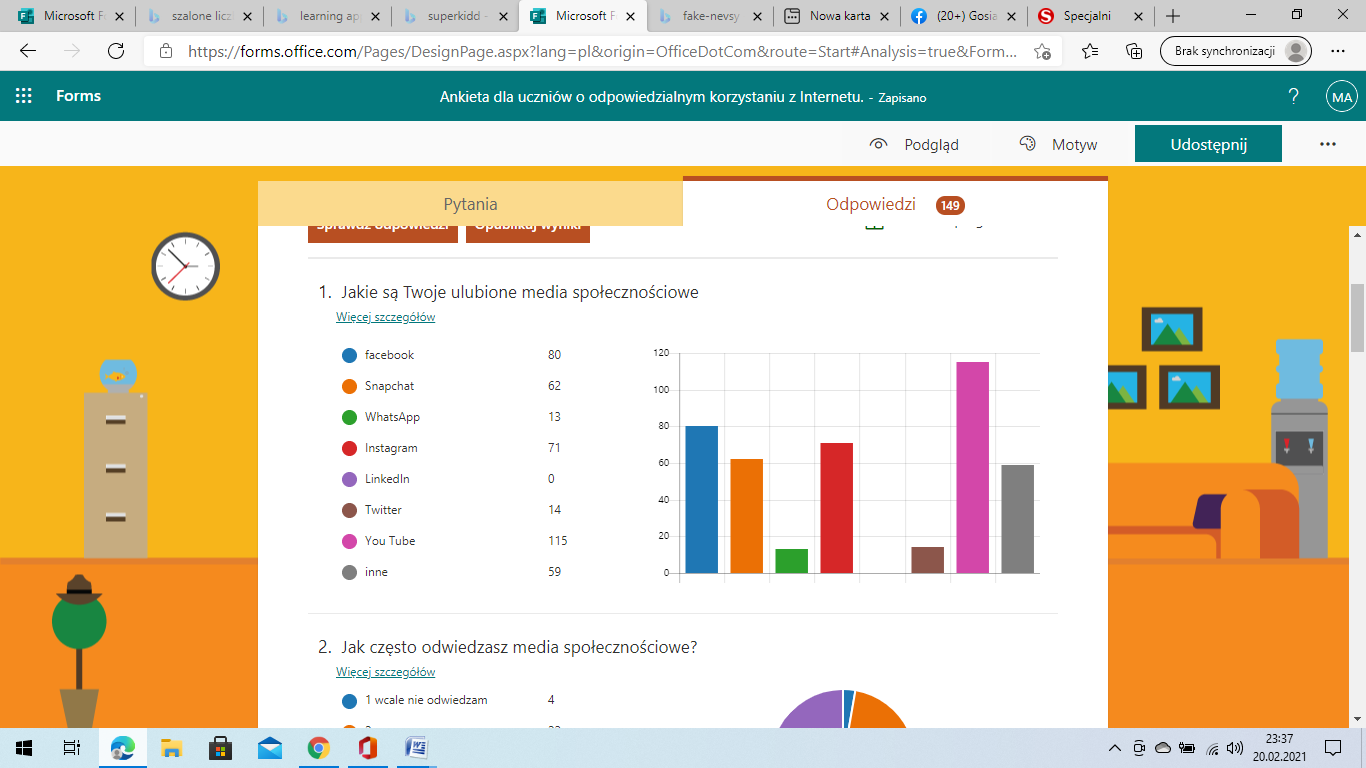 Microsoft F
szalone licz
learning ap
superkidd -
Microsoft F
fake-nevsy
Nowa karta
(20+) Gosia
Specjalni
https://forms.office.com/Pages/DesignPage.aspx?lang=pl&origin=OfficeDotCom&route=Start#Analysis=true&Form...
Brak synchronizacji
Forms
Ankieta dla uczniów o odpowiedzialnym korzystaniu z Internetu. - Zapisano
?
MA
Podgląd
Motyw
Udostępnij
Pytania
Odpowiedzi 149
Sprawdź odpowiedzi
Opublikuj wyniki
1. Jakie są Twoje ulubione media społecznościowe
Więcej szczegółów
facebook 80
Snapchat 62
WhatsApp 13
Instagram 71
LinkedIn 0
Twitter 14
You Tube 115
inne 59
120
100
80
60
40
20
0
2. Jak często odwiedzasz media społecznościowe?
Więcej szczegółów
1 wcale nie odwiedzam 4
23:37
20.02.2021